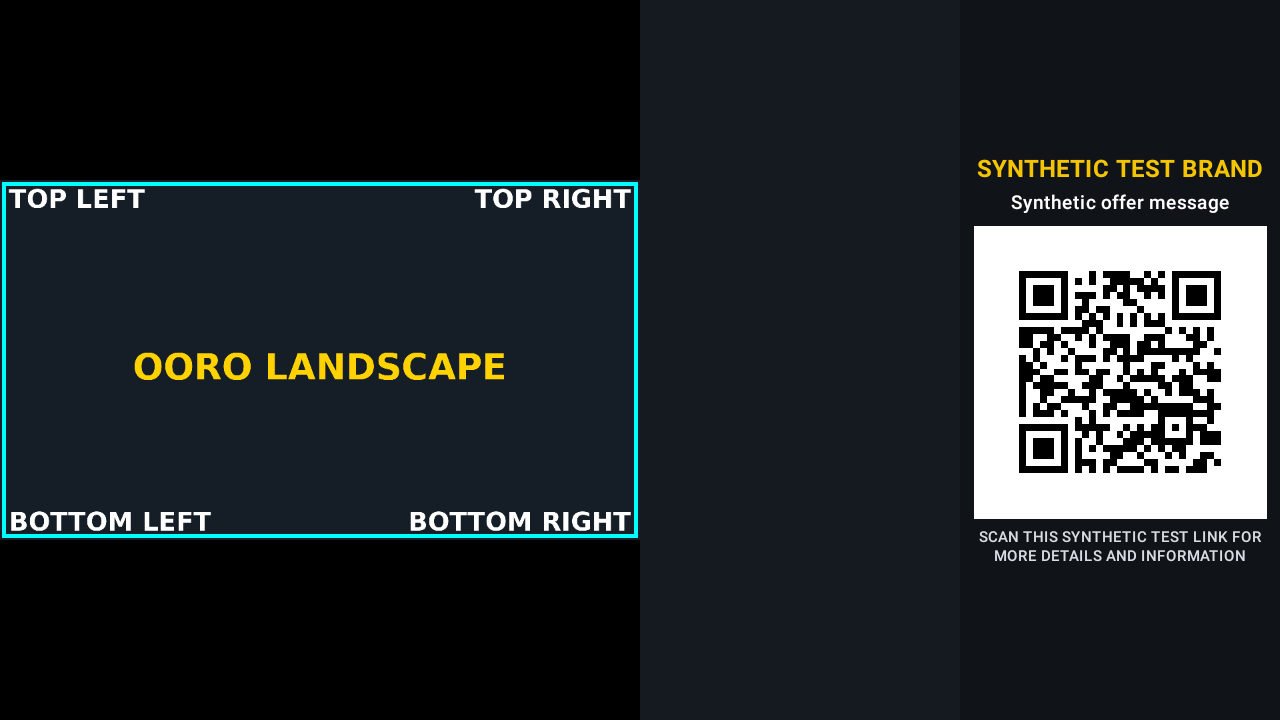 TOP LEFT
TOP RIGHT
OORO LANDSCAPE
BOTTOM LEFT
BOTTOM RIGHT
SYNTHETIC TEST BRAND
Synthetic offer message
SCAN THIS SYNTHETIC TEST LINK FOR
MORE DETAILS AND INFORMATION